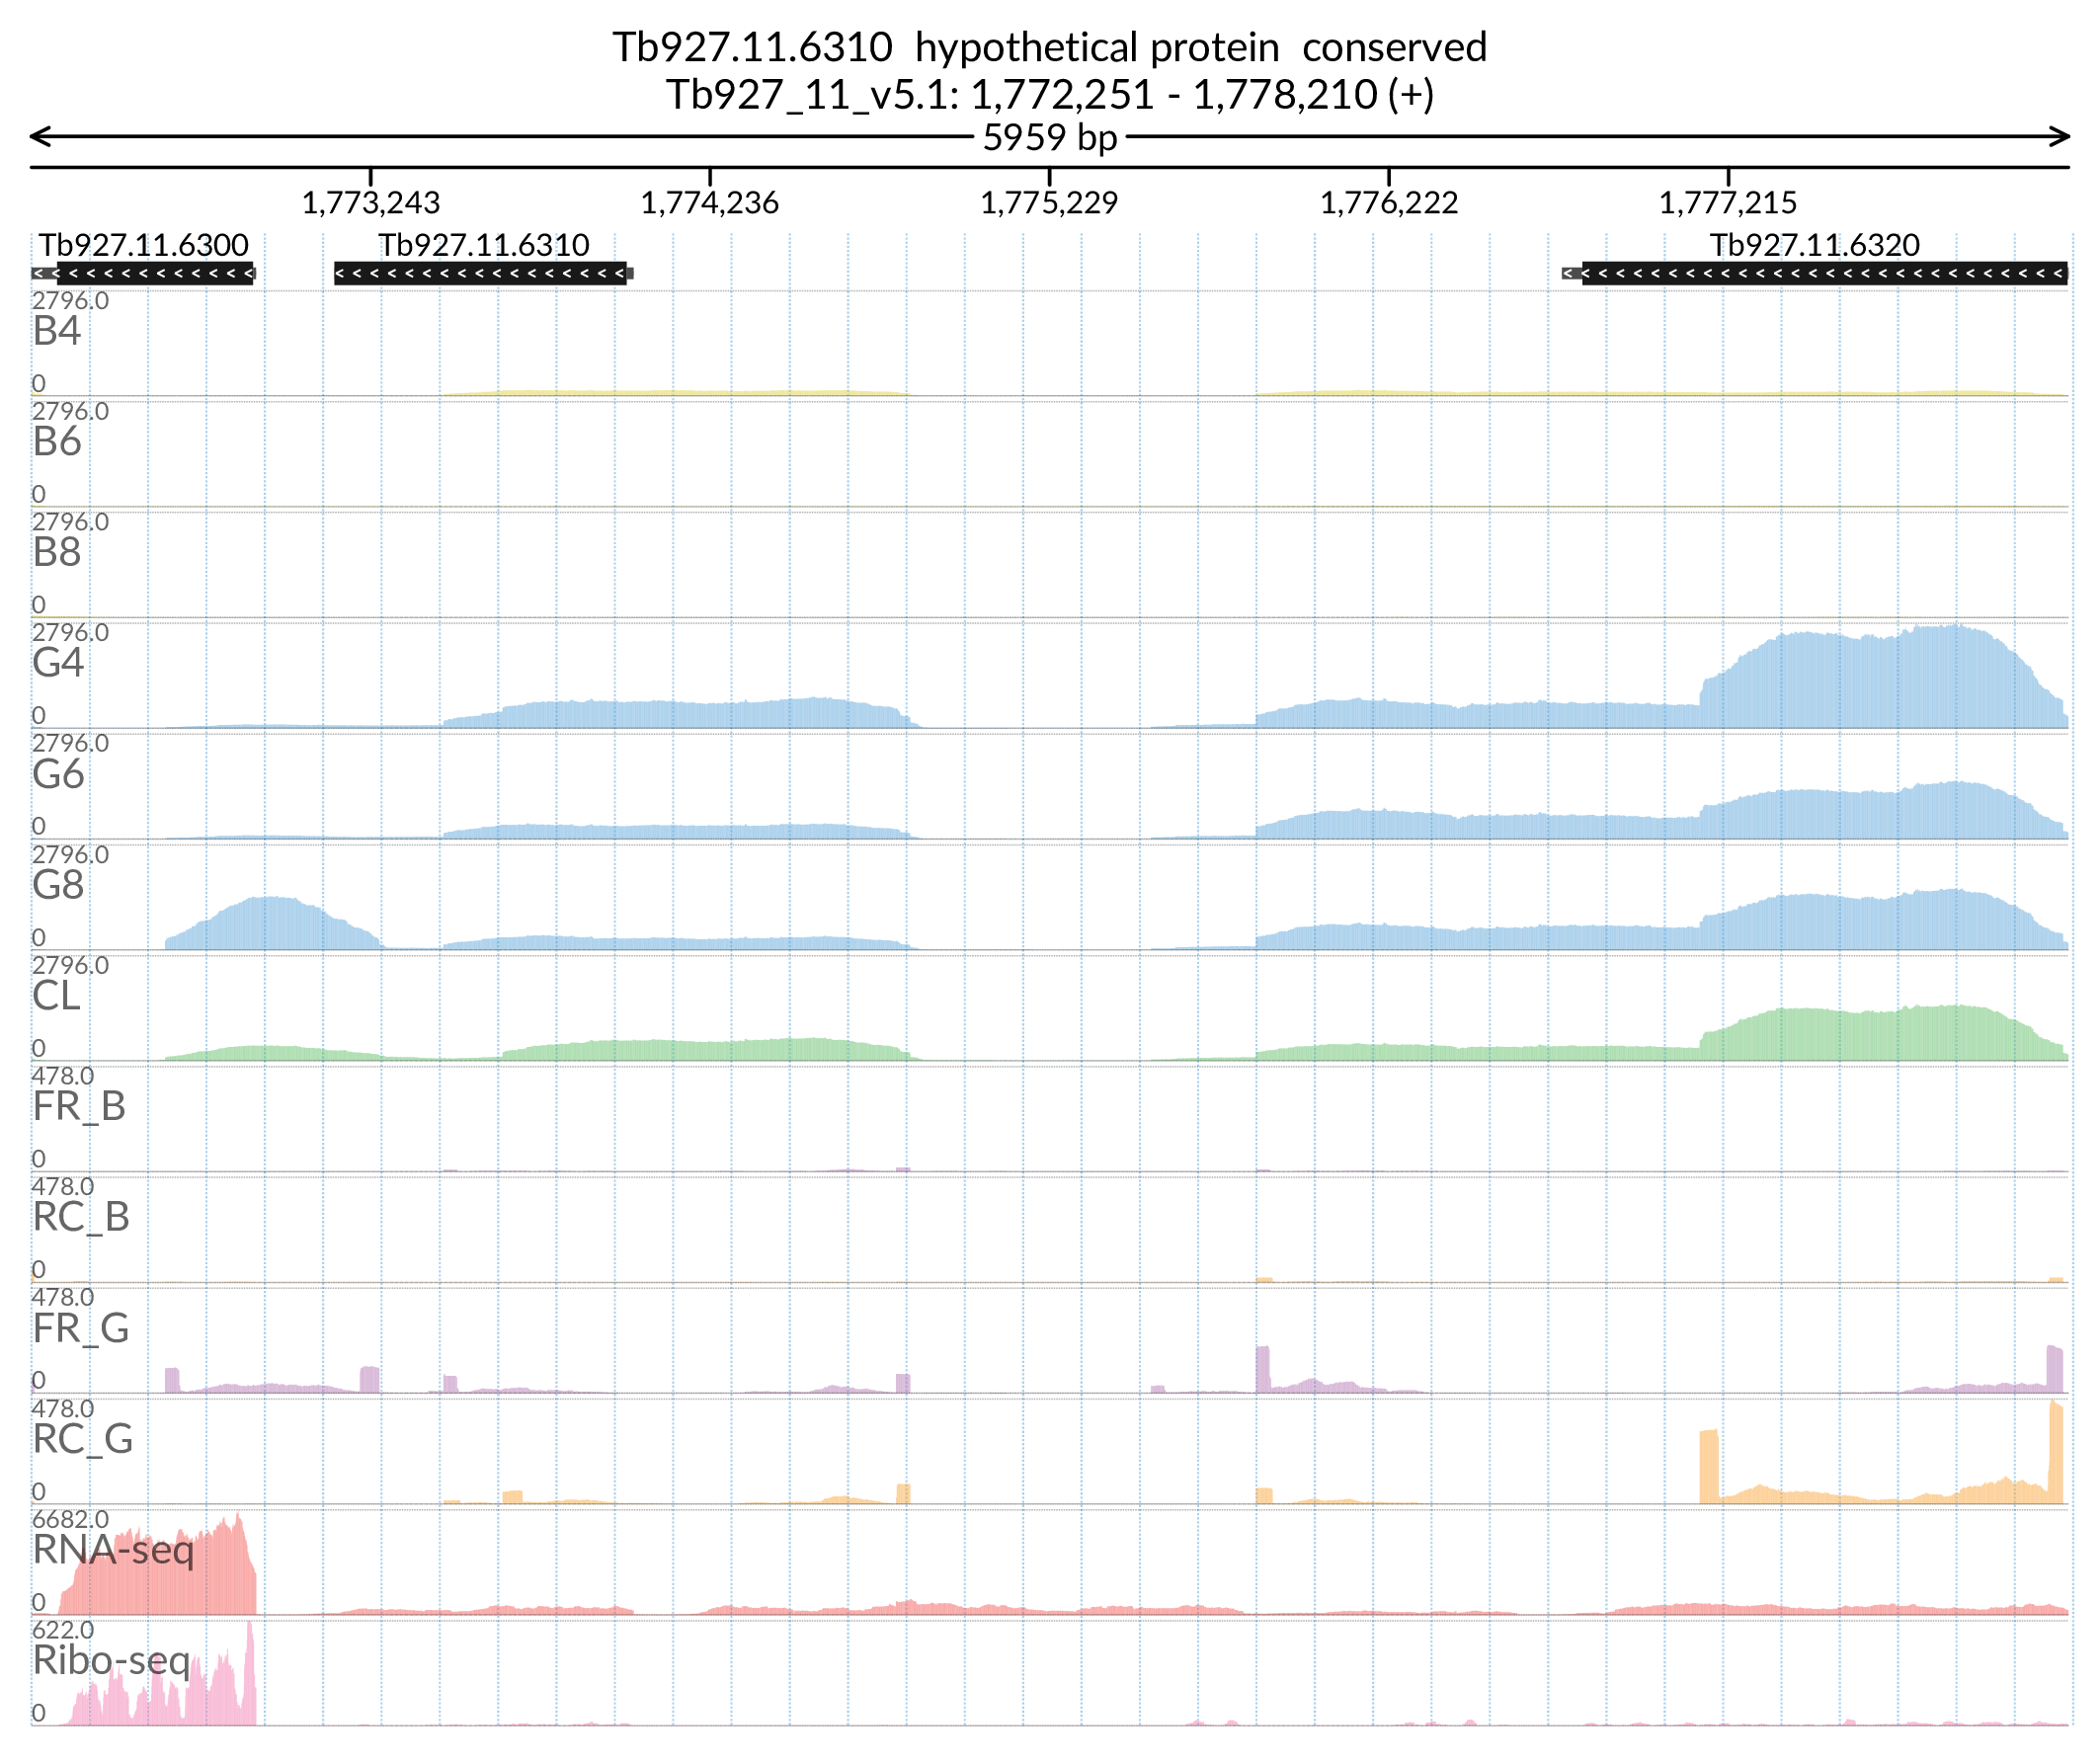 Tb927.11.6310 hypothetical protein conserved
Tb927_11_v5.1: 1,772,251 - 1,778,210 (+)
5959 bp
1,773,243 1,774,236 1,775,229 1,776,222 1,777,215
Tb927.11.6300 Tb927.11.6310 Tb927.11.6320
2796.0
B4
0
2796.0
B6
0
2796.0
B8
0
2796.0
G4
0
2796.0
G6
0
2796.0
G8
0
2796.0
CL
0
478.0
FR_B
0
478.0
RC_B
0
478.0
FR_G
0
478.0
RC_G
0
6682.0
RNA-seq
0
622.0
Ribo-seq
0